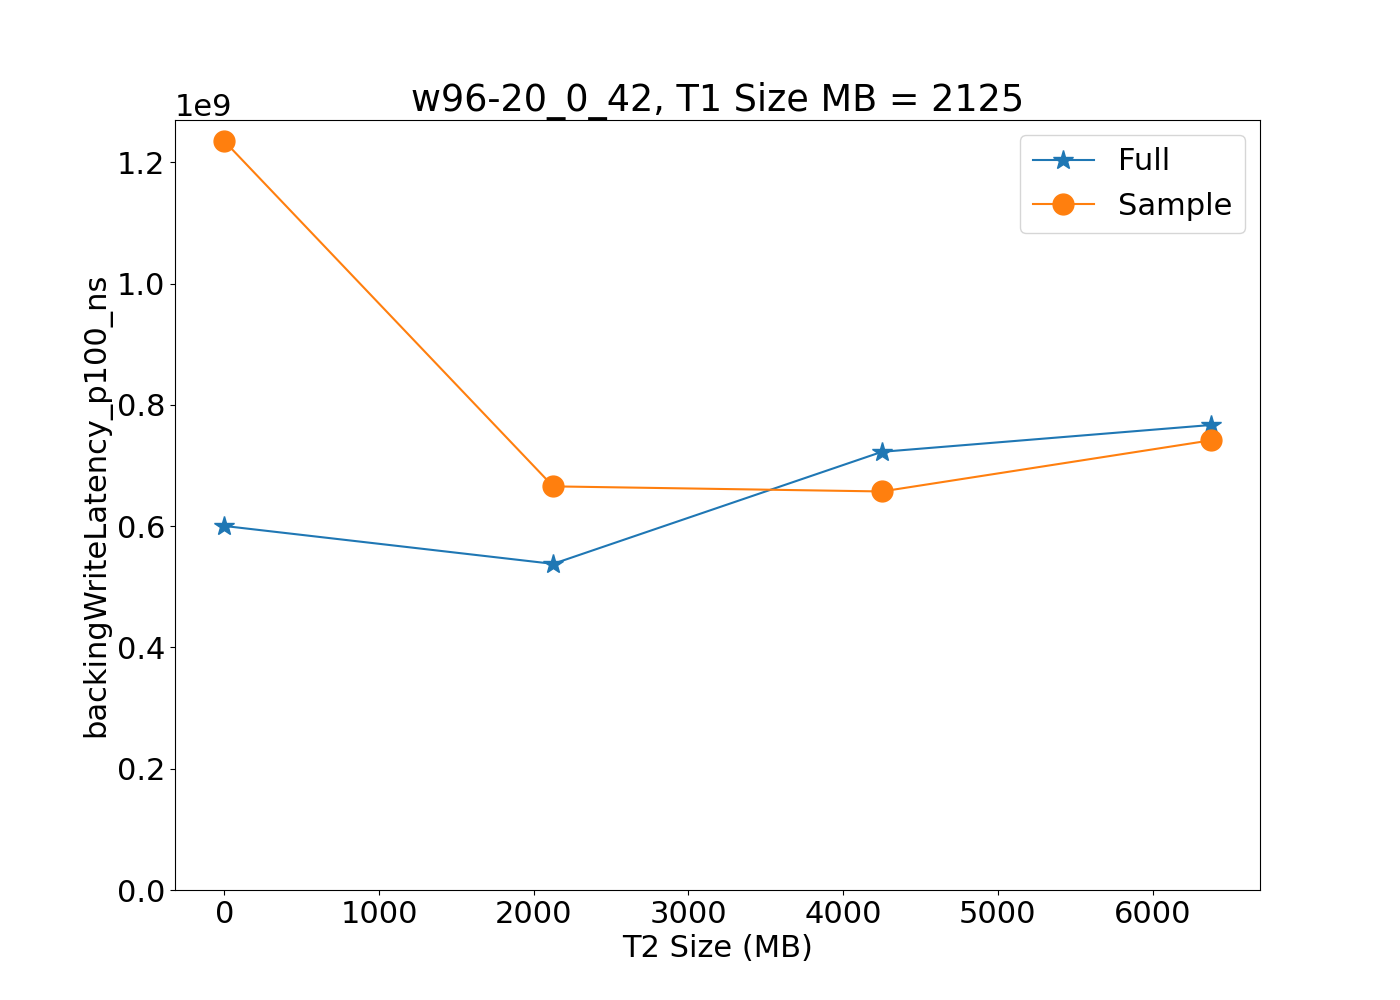 w96-20_0_42, T1 Size MB = 2125
1e9
Full
Sample
1.2
1.0
0.8
0.6
0.4
0.2
0.0
backingWriteLatency_p100_ns
0 1000 2000 3000 4000 5000 6000
T2 Size (MB)